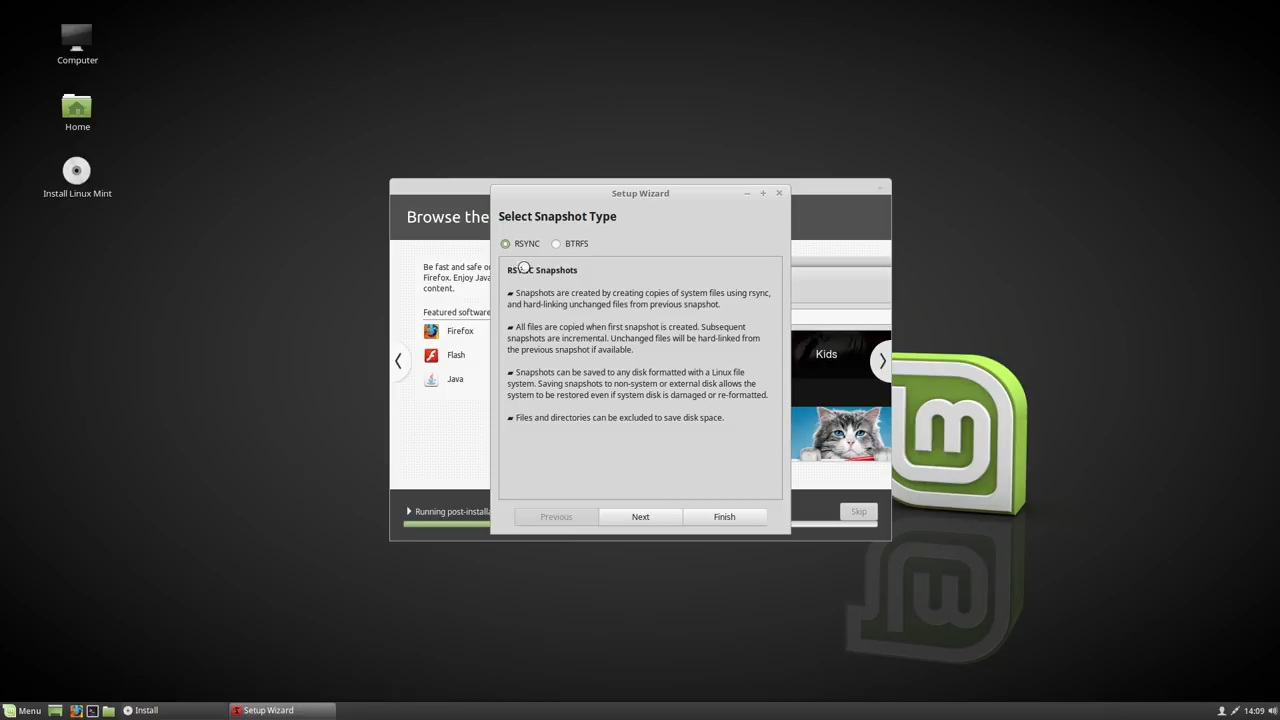 Computer
Home
Install Linux Mint
Browse the
Be fast and safe o
Firefox. Enjoy Java
content.
Featured software
Firefox
Flash
Java
Running post-installa
Kids
Skip
Setup Wizard
Select Snapshot Type
RSYNC
BTRFS
RSYNC Snapshots
Snapshots are created by creating copies of system files using rsync,
and hard-linking unchanged files from previous snapshot.
All files are copied when first snapshot is created. Subsequent
snapshots are incremental. Unchanged files will be hard-linked from
the previous snapshot if available.
Snapshots can be saved to any disk formatted with a Linux file
system. Saving snapshots to non-system or external disk allows the
system to be restored even if system disk is damaged or re-formatted.
Files and directories can be excluded to save disk space.
Previous
Next
Finish
Menu
Install
Setup Wizard
14:09